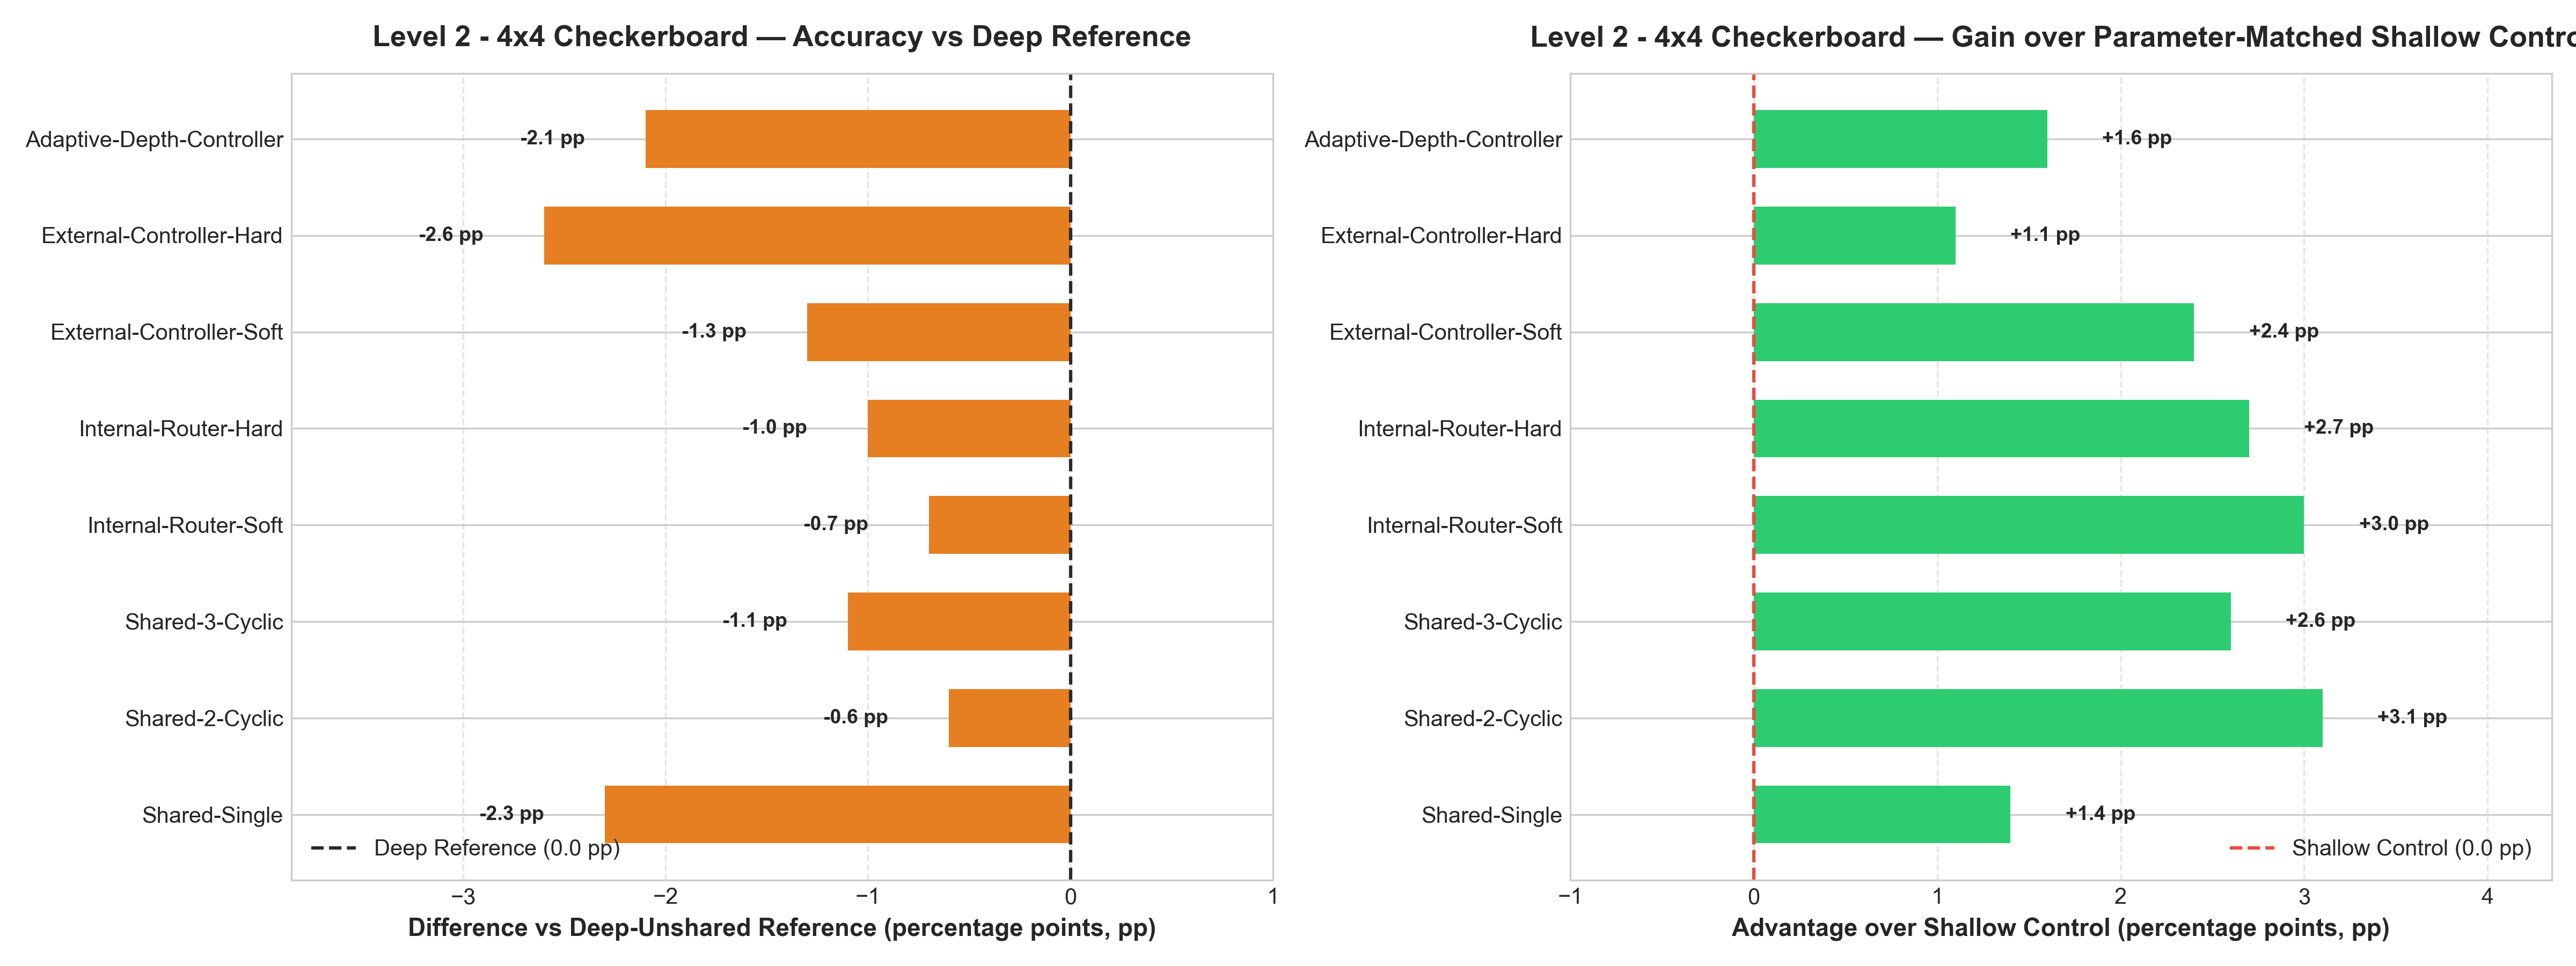 Level 2 - 4x4 Checkerboard — Accuracy vs Deep Reference
Adaptive-Depth-Controller
-2.1 pp
External-Controller-Hard
-2.6 pp
External-Controller-Soft
-1.3 pp
Internal-Router-Hard
-1.0 pp
Internal-Router-Soft
-0.7 pp
Shared-3-Cyclic
-1.1 pp
Shared-2-Cyclic
-0.6 pp
Shared-Single
-2.3 pp
Deep Reference (0.0 pp)
−3 −2 −1 0 1
Difference vs Deep-Unshared Reference (percentage points, pp)
Level 2 - 4x4 Checkerboard — Gain over Parameter-Matched Shallow Contro
Adaptive-Depth-Controller
+1.6 pp
External-Controller-Hard
+1.1 pp
External-Controller-Soft
+2.4 pp
Internal-Router-Hard
+2.7 pp
Internal-Router-Soft
+3.0 pp
Shared-3-Cyclic
+2.6 pp
Shared-2-Cyclic
+3.1 pp
Shared-Single
+1.4 pp
Shallow Control (0.0 pp)
−1 0 1 2 3 4
Advantage over Shallow Control (percentage points, pp)